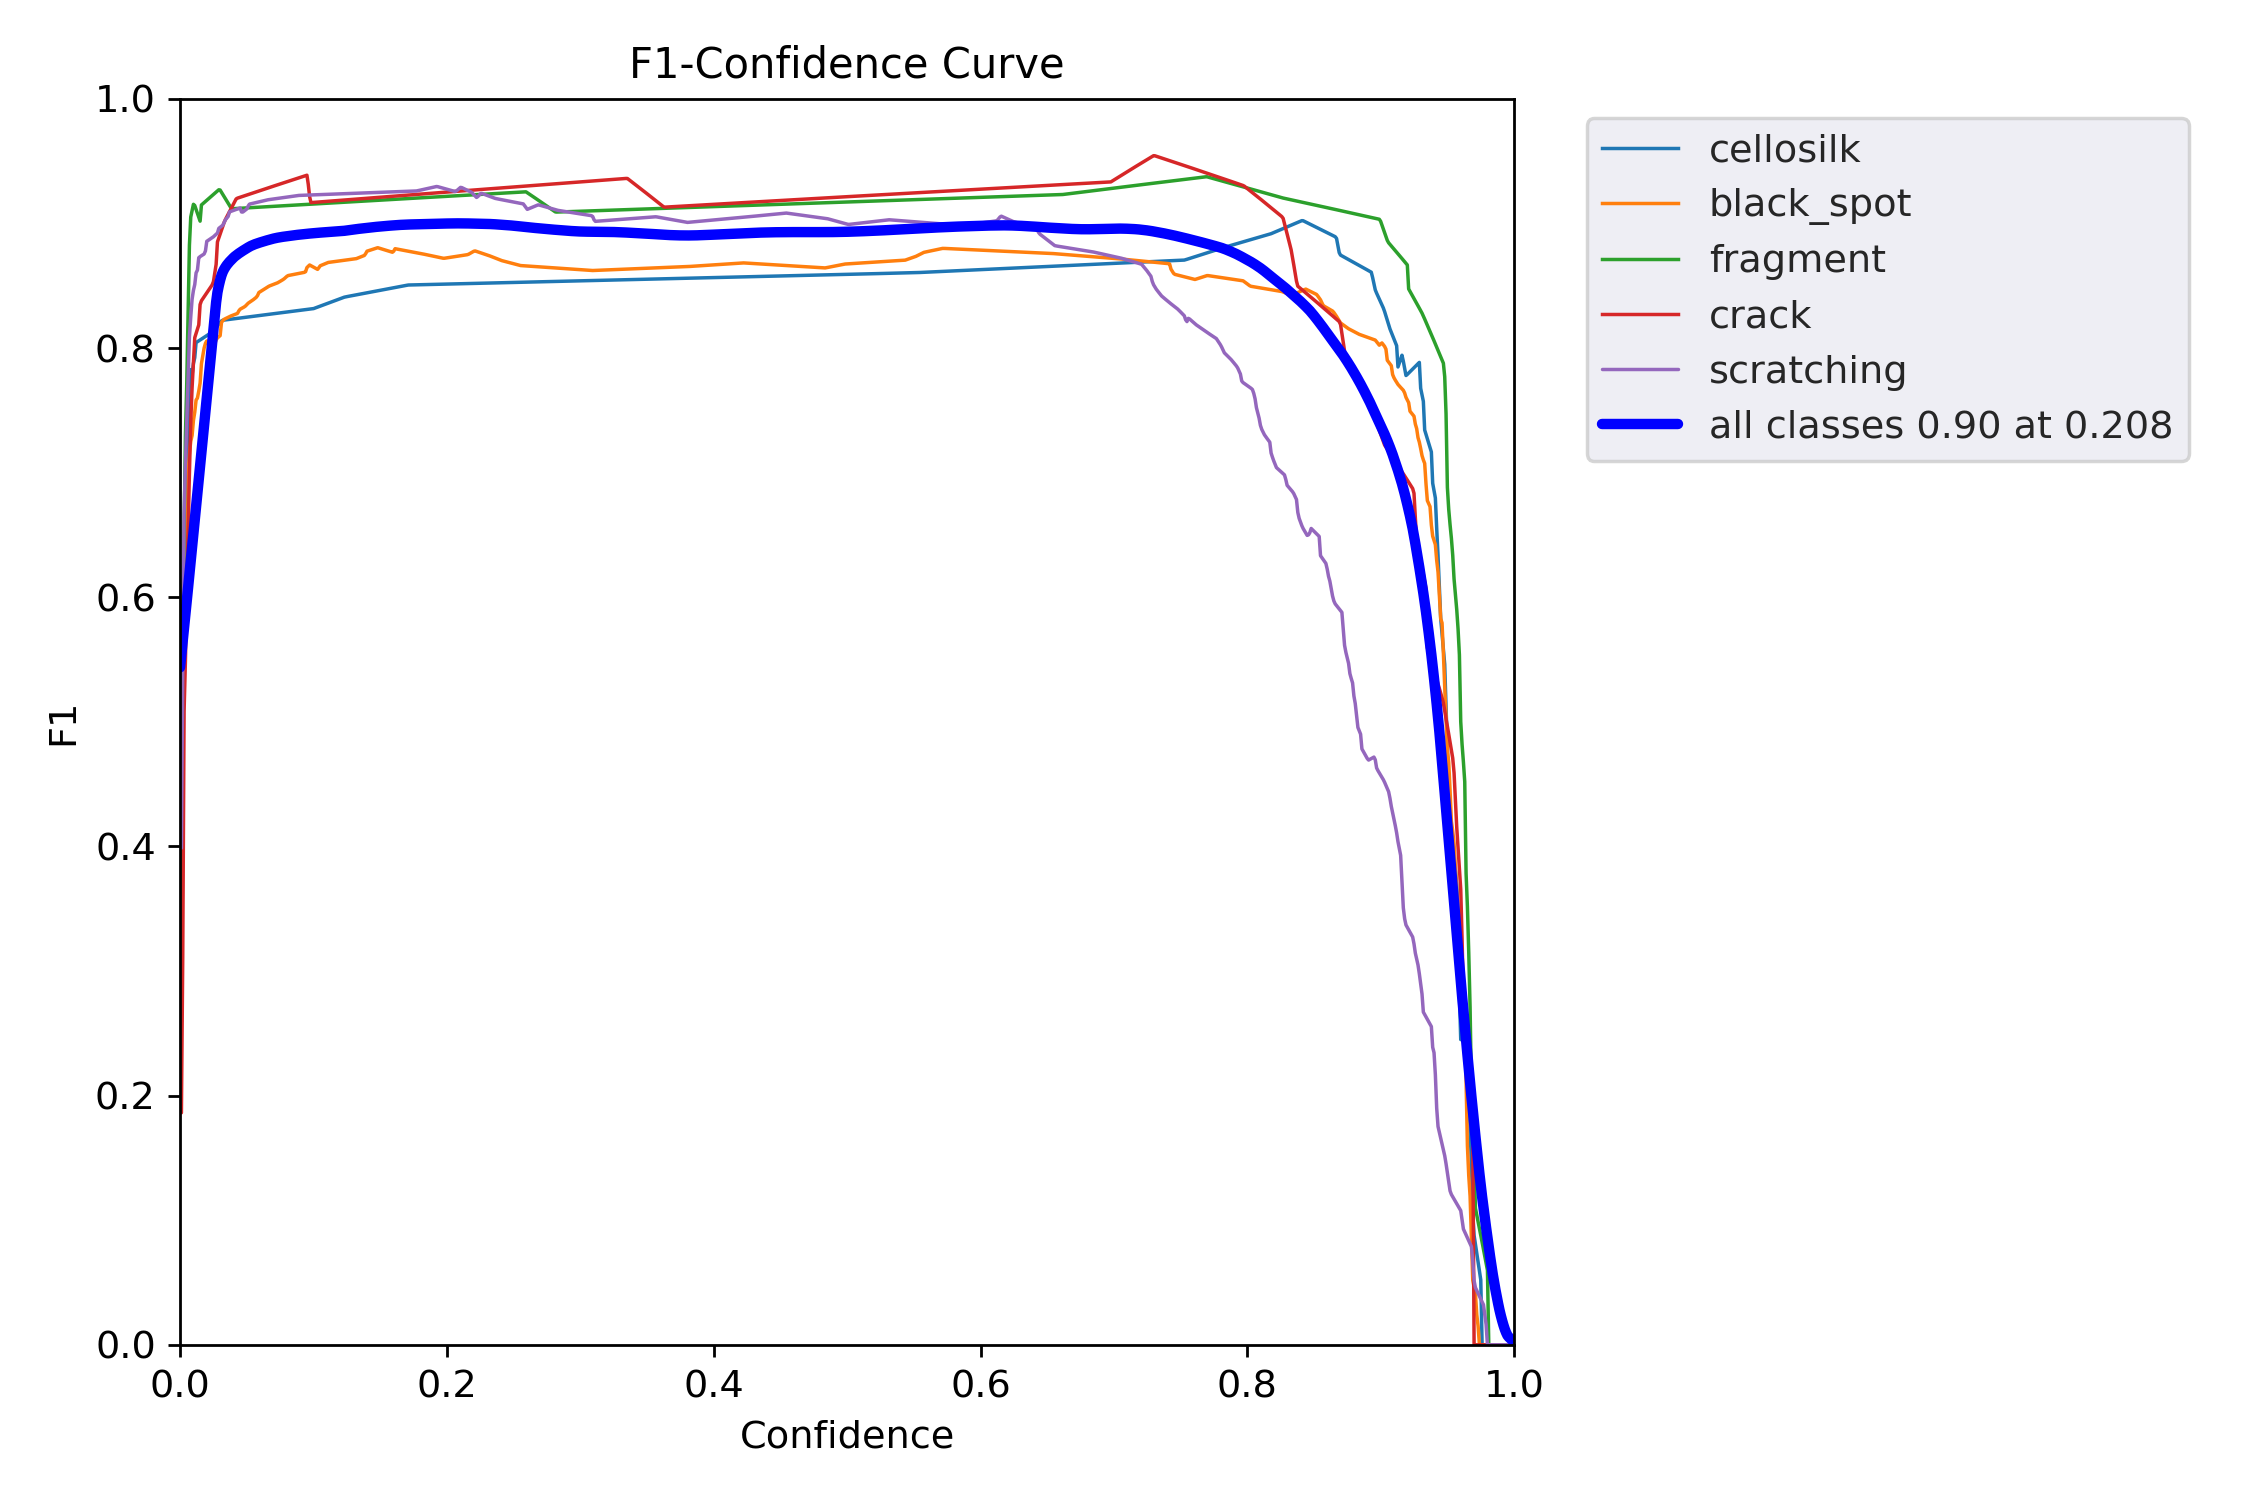 F1-Confidence Curve
1.0
0.8
0.6
0.4
0.2
0.0
F1
0.0 0.2 0.4 0.6 0.8 1.0
Confidence
cellosilk
black_spot
fragment
crack
scratching
all classes 0.90 at 0.208